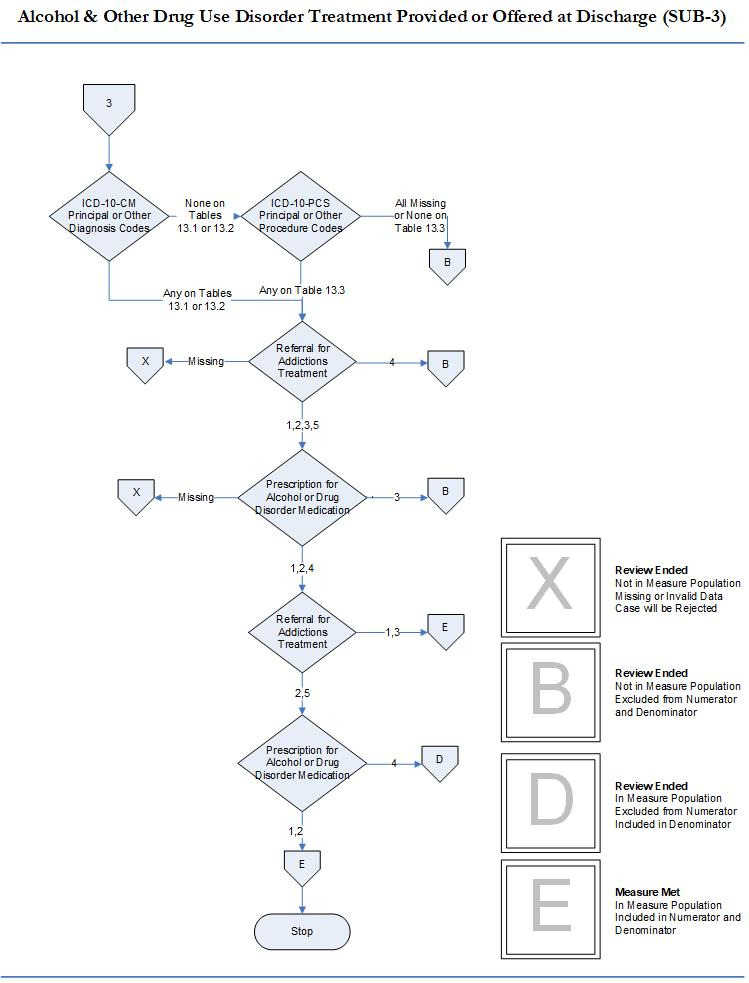 Alcohol & Other Drug Use Disorder Treatment Provided or Offered at Discharge (SUB-3)
3
ICD-10-CM
Principal or Other
Diagnosis Codes
None on
Tables
13.1 or 13.2
ICD-10-PCS
Principal or Other
Procedure Codes
All Missing
or None on
Table 13.3
B
Any on Tables
13.1 or 13.2
Any on Table 13.3
X
Missing
Referral for
Addictions
Treatment
4
B
1,2,3,5
X
Missing
Prescription for
Alcohol or Drug
Disorder Medication
3
B
1,2,4
Referral for
Addictions
Treatment
1,3
E
2,5
Prescription for
Alcohol or Drug
Disorder Medication
4
D
1,2
E
Stop
X
Review Ended
Not in Measure Population
Missing or Invalid Data
Case will be Rejected
B
Review Ended
Not in Measure Population
Excluded from Numerator
and Denominator
D
Review Ended
In Measure Population
Excluded from Numerator
Included in Denominator
E
Measure Met
In Measure Population
Included in Numerator and
Denominator